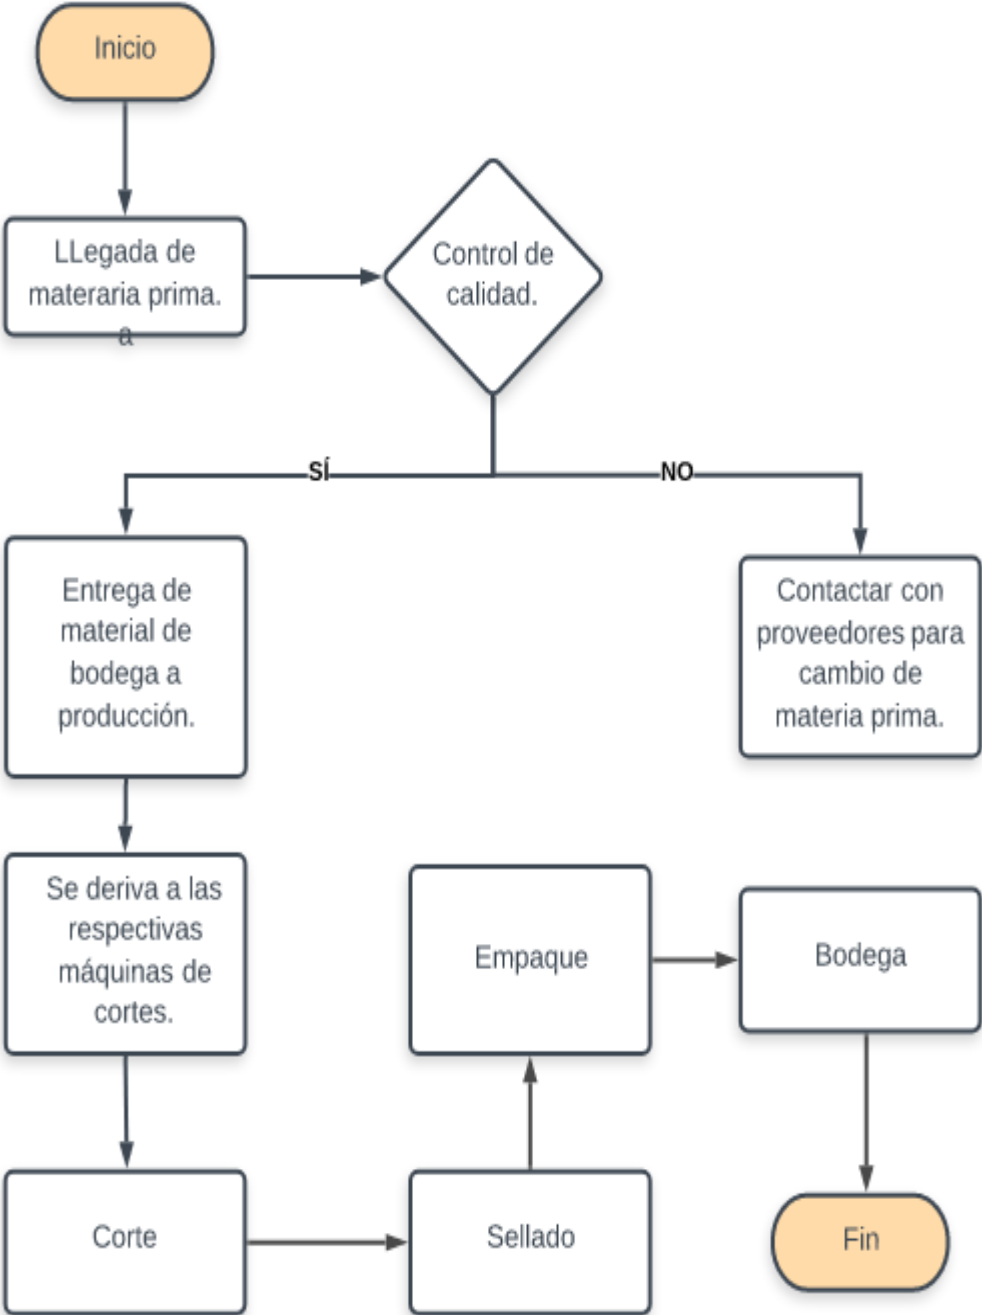 Inicio
LLegada de
materaria prima.
a
Control de
calidad.
SÍ
NO
Entrega de
material de
bodega a
producción.
Contactar con
proveedores para
cambio de
materia prima.
Se deriva a las
respectivas
máquinas de
cortes.
Empaque
Bodega
Corte
Sellado
Fin